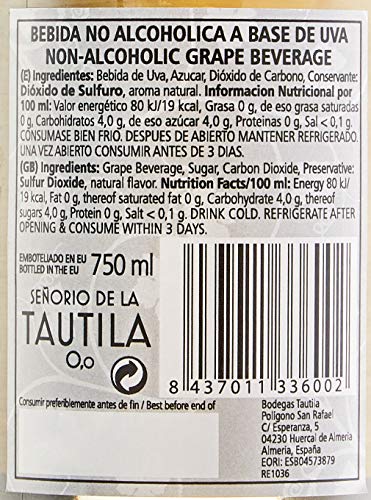 BEBIDA NO ALCOHOLICA A BASE DE UVA
NON-ALCOHOLIC GRAPE BEVERAGE
(E) Ingredientes: Bebida de Uva, Azucar, Dióxido de Carbono, Conservante:
Dióxido de Sulfuro, aroma natural. Informacion Nutricional por
100 ml: Valor energético 80 kJ/19 kcal, Grasa 0 g, de eso grasa saturadas
0 g, Carbohidratos 4,0 g, de eso azúcar 4,0 g, Proteinas 0 g, Sal < 0,1 g.
CONSUMASE BIEN FRIO. DESPUES DE ABIERTO MANTENER REFRIGERADO.
UNA VEZ ABIERTO CONSUMIR ANTES DE 3 DIAS.
(GB) Ingredients: Grape Beverage, Sugar, Carbon Dioxide, Preservative:
Sulfur Dioxide, natural flavor. Nutrition Facts/100 ml: Energy 80 kJ/
19 kcal, Fat 0 g, thereof saturated fat 0 g, Carbohydrate 4,0 g, thereof
sugars 4,0 g, Protein 0 g, Salt < 0,1 g. DRINK COLD. REFRIGERATE AFTER
OPENING & CONSUME WITHIN 3 DAYS.
EMBOTELLADO EN EU
BOTTLED IN THE EU 750 ml
SEÑORIO DE LA
TAUTILA
0,0
8 437011 336002
Consumir preferiblemente antes de fin / Best before end of
Bodegas Tautila
Poligono San Rafael
C/ Esperanza, 5
04230 Huercal de Almeria
Almeria, España
EORI: ESB04573879
RE1036